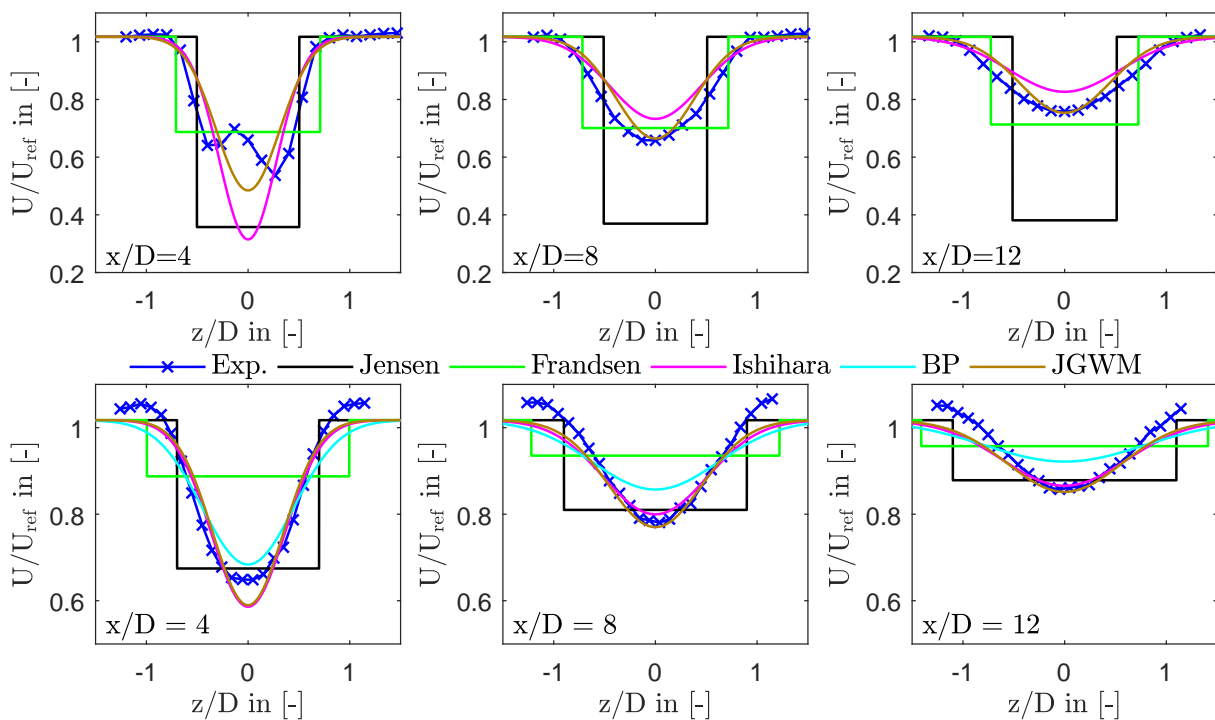 U/U_ref in [-]
1
0.8
0.6
0.4
0.2
x/D=4
-1 0 1
z/D in [-]
U/U_ref in [-]
1
0.8
0.6
0.4
0.2
x/D=8
-1 0 1
z/D in [-]
U/U_ref in [-]
1
0.8
0.6
0.4
0.2
x/D=12
-1 0 1
z/D in [-]
Exp. Jensen Frandsen Ishihara BP JGWM
U/U_ref in [-]
1
0.8
0.6
x/D = 4
-1 0 1
z/D in [-]
U/U_ref in [-]
1
0.8
0.6
x/D = 8
-1 0 1
z/D in [-]
U/U_ref in [-]
1
0.8
0.6
x/D = 12
-1 0 1
z/D in [-]